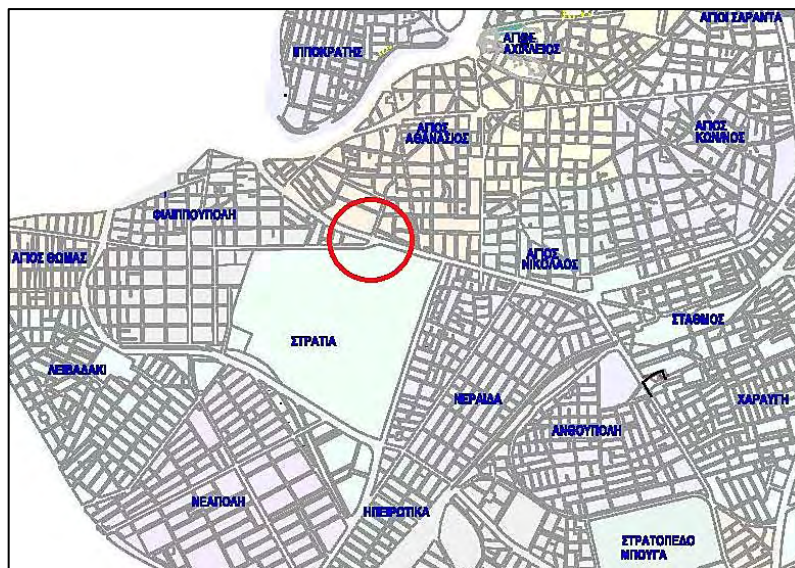 ΑΓΙΟΙ ΣΑΡΑΝΤΑ
ΙΠΠΟΚΡΑΤΗΣ
ΑΓΙΟΣ
ΑΧΙΛΛΕΙΟΣ
ΑΓΙΟΣ
ΑΘΑΝΑΣΙΟΣ
ΑΓΙΟΣ
ΚΩΝ/ΝΟΣ
ΦΙΛΙΠΠΟΥΠΟΛΗ
ΑΓΙΟΣ ΘΩΜΑΣ
ΑΓΙΟΣ
ΝΙΚΟΛΑΟΣ
ΣΤΑΘΜΟΣ
ΣΤΡΑΤΙΑ
ΛΕΙΒΑΔΑΚΙ
ΝΕΡΑΙΔΑ
ΧΑΡΑΥΓΗ
ΑΝΘΟΥΠΟΛΗ
ΝΕΑΠΟΛΗ
ΗΠΕΙΡΩΤΙΚΑ
ΣΤΡΑΤΟΠΕΔΟ
ΜΠΟΥΓΑ